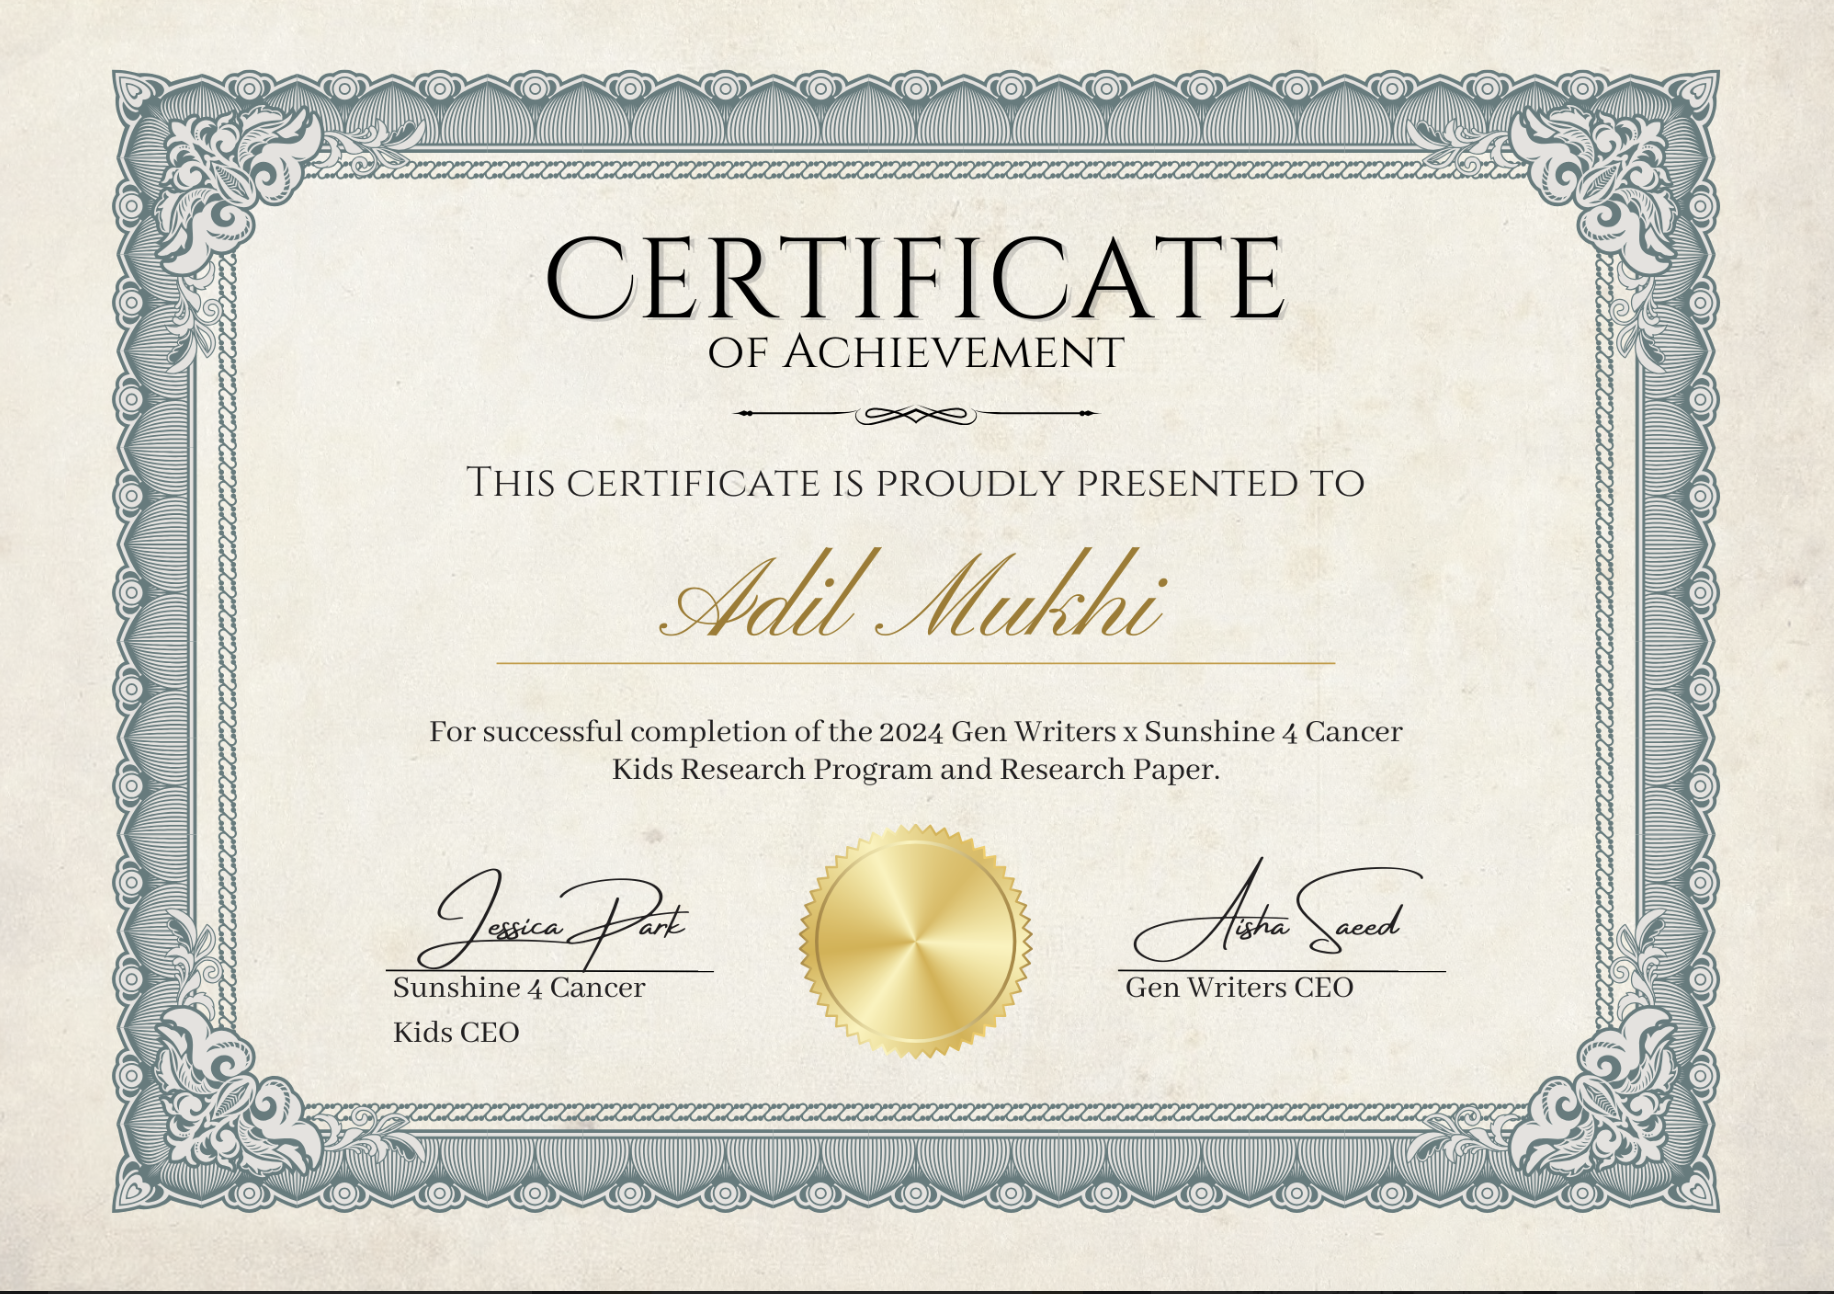 CERTIFICATE
OF ACHIEVEMENT
THIS CERTIFICATE IS PROUDLY PRESENTED TO
Adil Mukhi
For successful completion of the 2024 Gen Writers x Sunshine 4 Cancer
Kids Research Program and Research Paper.
Jessica Park
Sunshine 4 Cancer
Kids CEO
Aisha Saeed
Gen Writers CEO